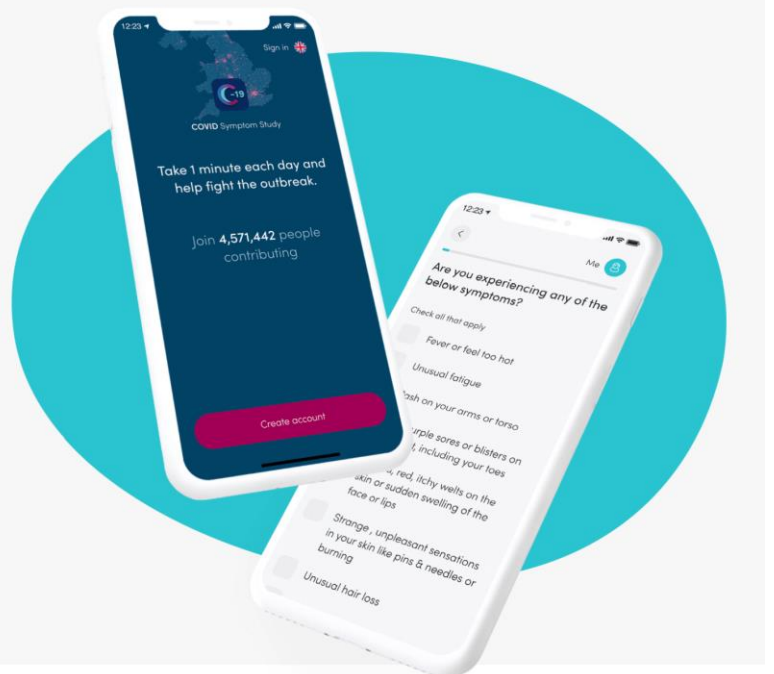 12:23
Sign in
C-19
COVID Symptom Study
Take 1 minute each day and
help fight the outbreak.
Join 4,571,442 people
contributing
Create account
12:23
Me
Are you experiencing any of the
below symptoms?
Check all that apply
Fever or feel too hot
Unusual fatigue
on your arms or torso
sores or blisters on
including your toes
red, itchy welts on the
skin or sudden swelling of the
face or lips
Strange , unpleasant sensations
in your skin like pins & needles or
burning
Unusual hair loss